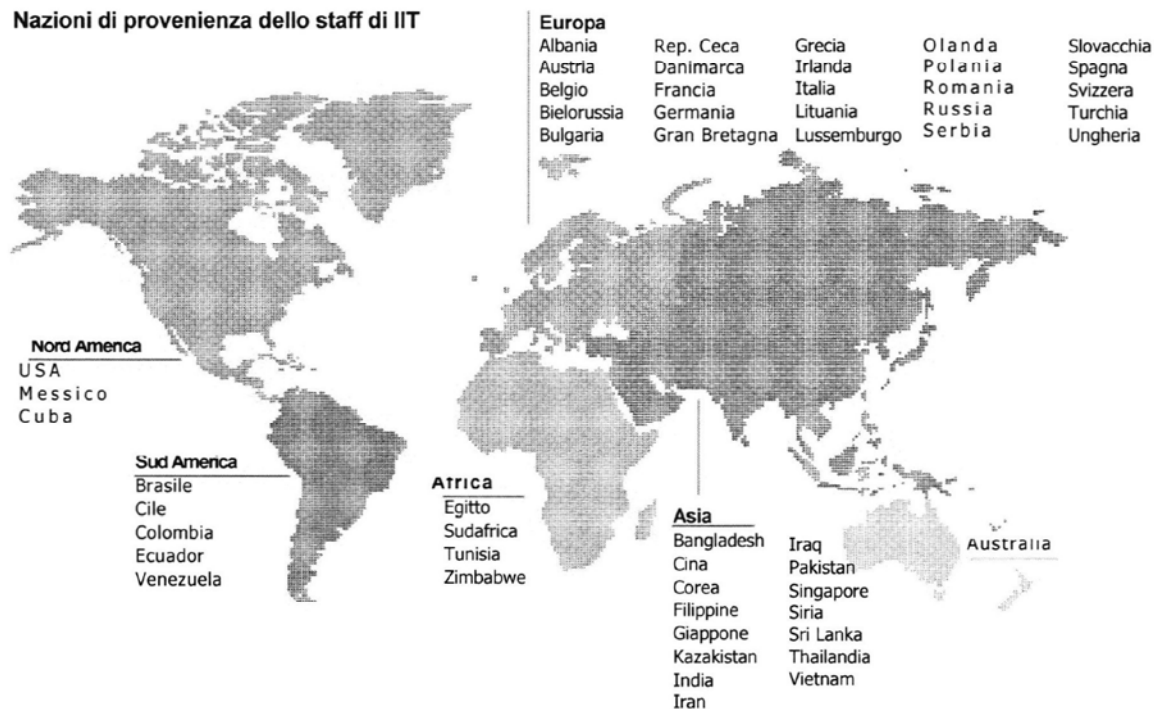 Nazioni di provenienza dello staff di IIT
Europa
Albania
Austria
Belgio
Bielorussia
Bulgaria
Rep. Ceca
Danimarca
Francia
Germania
Gran Bretagna
Grecia
Irlanda
Italia
Lituania
Lussemburgo
Olanda
Polania
Romania
Russia
Serbia
Slovacchia
Spagna
Svizzera
Turchia
Ungheria
Nord America
USA
Messico
Cuba
Sud America
Brasile
Cile
Colombia
Ecuador
Venezuela
Africa
Egitto
Sudafrica
Tunisia
Zimbabwe
Asia
Bangladesh
Cina
Corea
Filippine
Giappone
Kazakistan
India
Iran
Iraq
Pakistan
Singapore
Siria
Sri Lanka
Thailandia
Vietnam
Australia